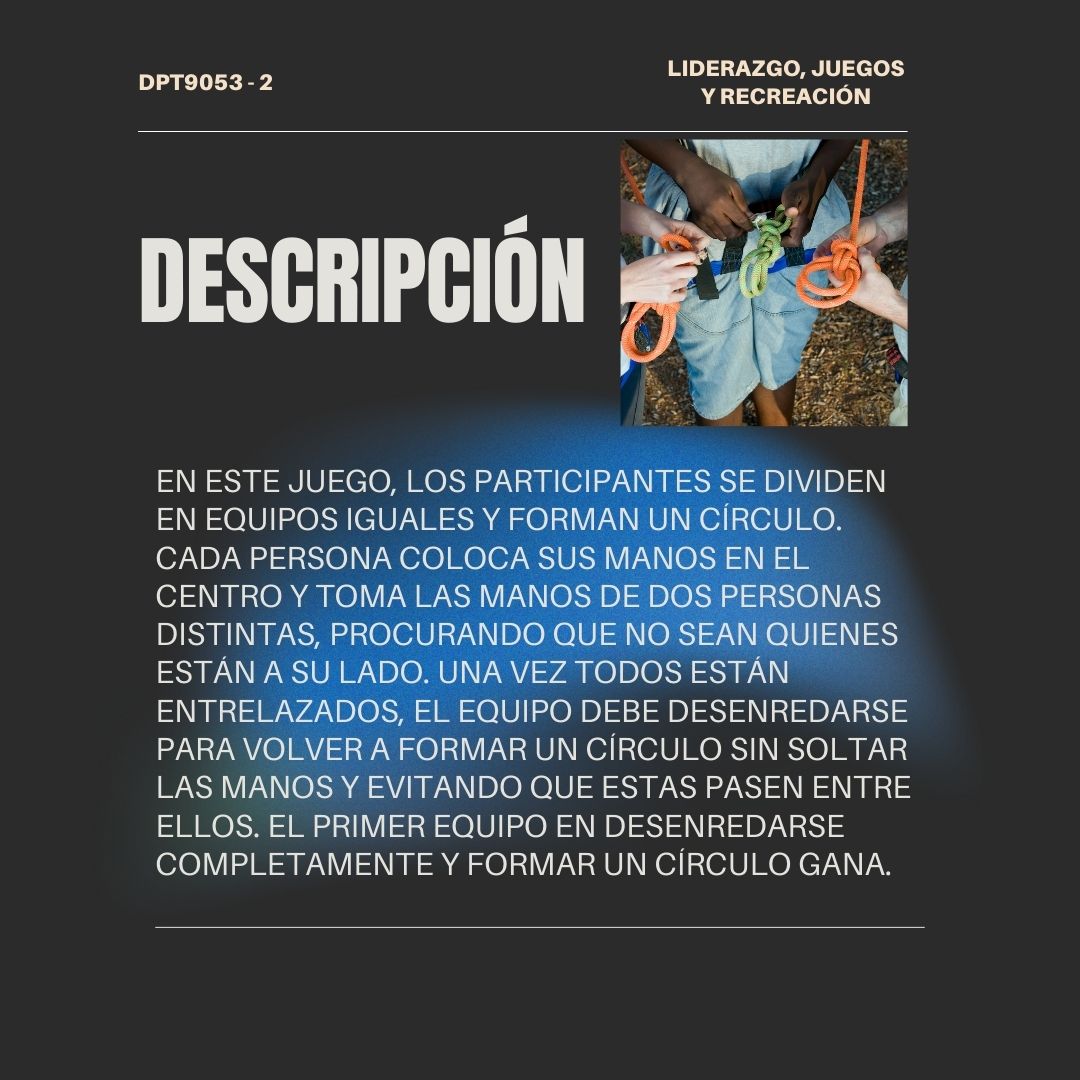 DPT9053 - 2
LIDERAZGO, JUEGOS
Y RECREACIÓN
DESCRIPCIÓN
EN ESTE JUEGO, LOS PARTICIPANTES SE DIVIDEN
EN EQUIPOS IGUALES Y FORMAN UN CÍRCULO.
CADA PERSONA COLOCA SUS MANOS EN EL
CENTRO Y TOMA LAS MANOS DE DOS PERSONAS
DISTINTAS, PROCURANDO QUE NO SEAN QUIENES
ESTÁN A SU LADO. UNA VEZ TODOS ESTÁN
ENTRELAZADOS, EL EQUIPO DEBE DESENREDARSE
PARA VOLVER A FORMAR UN CÍRCULO SIN SOLTAR
LAS MANOS Y EVITANDO QUE ESTAS PASEN ENTRE
ELLOS. EL PRIMER EQUIPO EN DESENREDARSE
COMPLETAMENTE Y FORMAR UN CÍRCULO GANA.